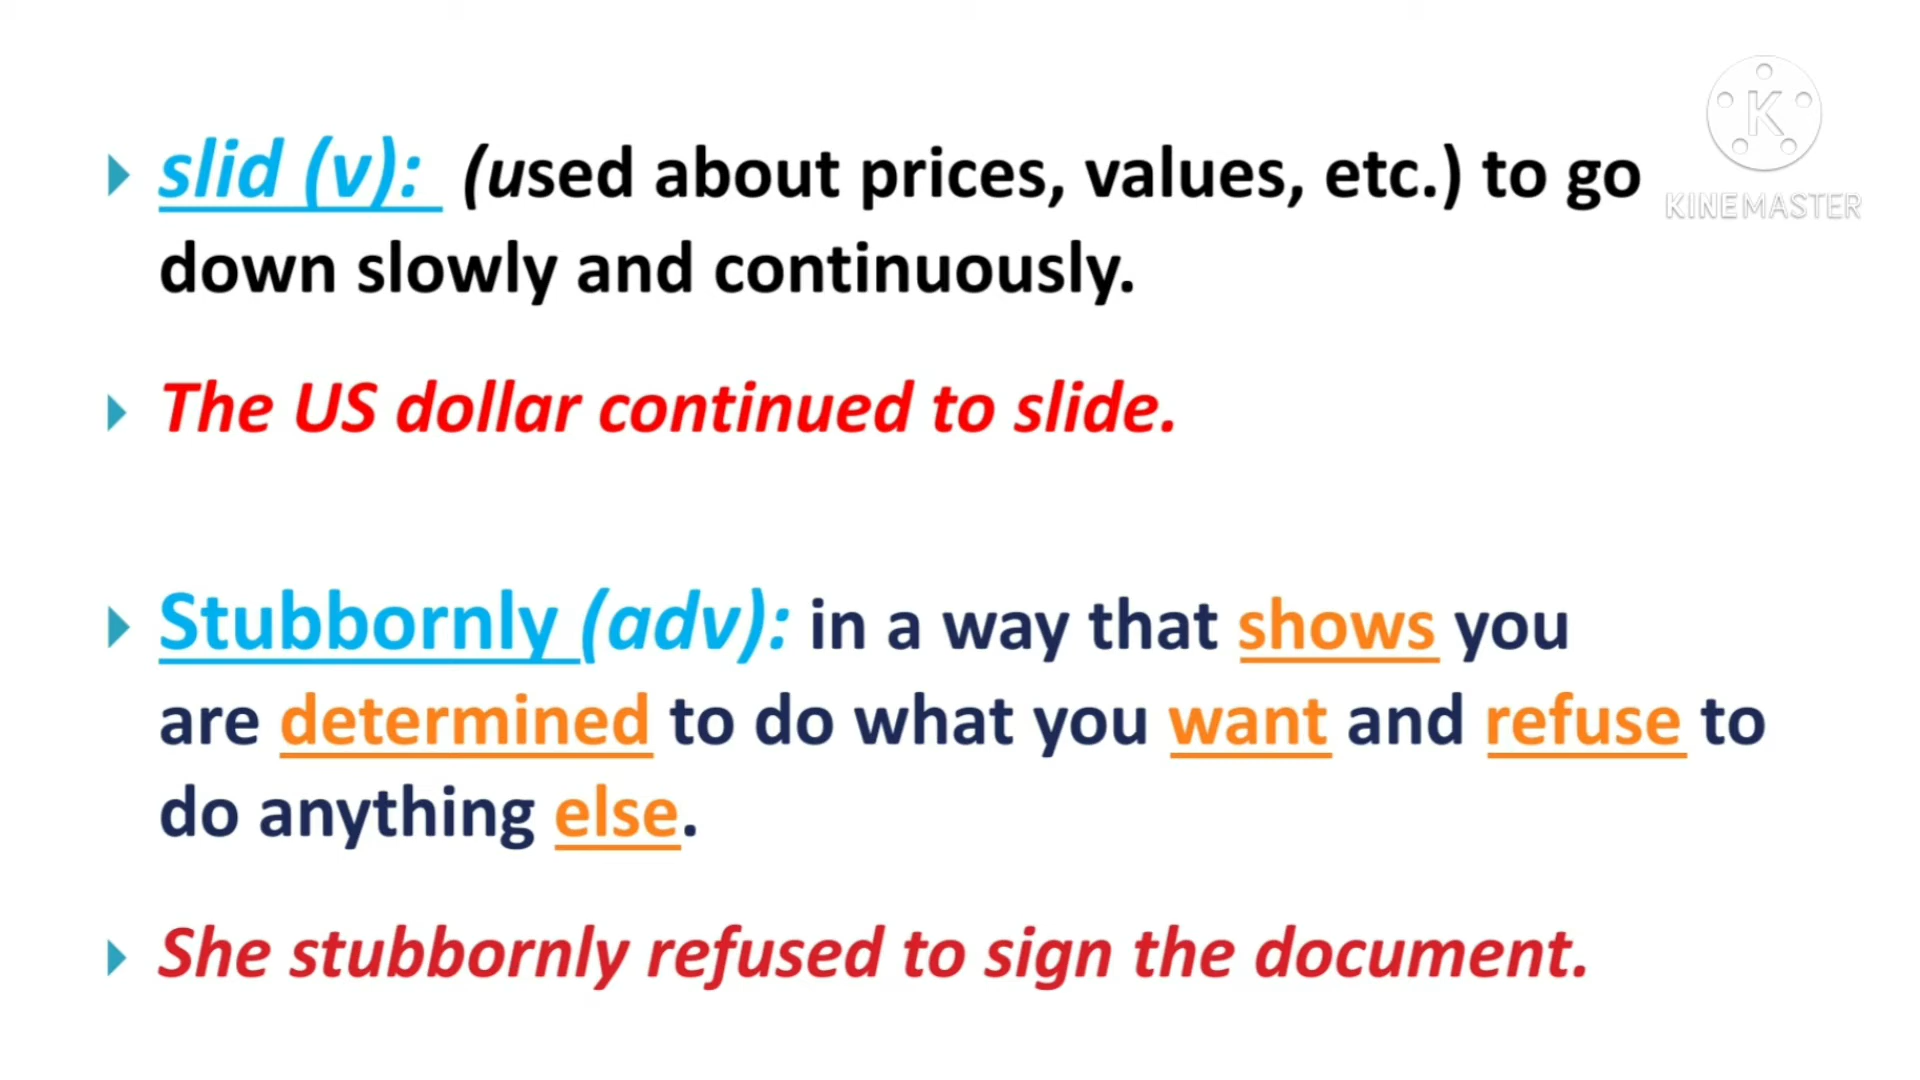 slid (v): (used about prices, values, etc.) to go
down slowly and continuously.
The US dollar continued to slide.
Stubbornly (adv): in a way that shows you
are determined to do what you want and refuse to
do anything else.
She stubbornly refused to sign the document.
K
KINEMASTER